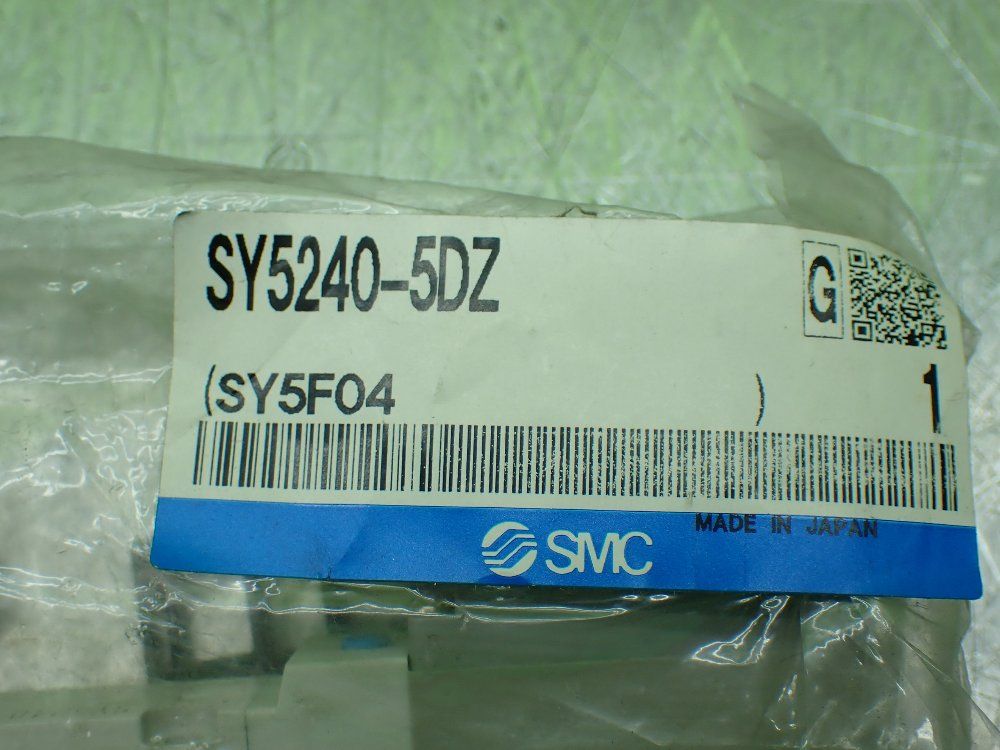 SY5240-5DZ
G
(SY5F04 )
1
MADE IN JAPAN
SMC